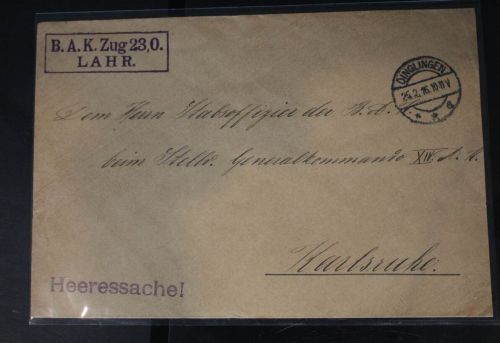 B.A.K. Zug 23,0.
LAHR.
DINGLINGEN
25.2.16.10-11V
* * a
Dem Herrn Stabsoffizier der B.A.K.
beim Stellv. Generalkommando XIV. A.K.
Karlsruhe.
Heeressache!